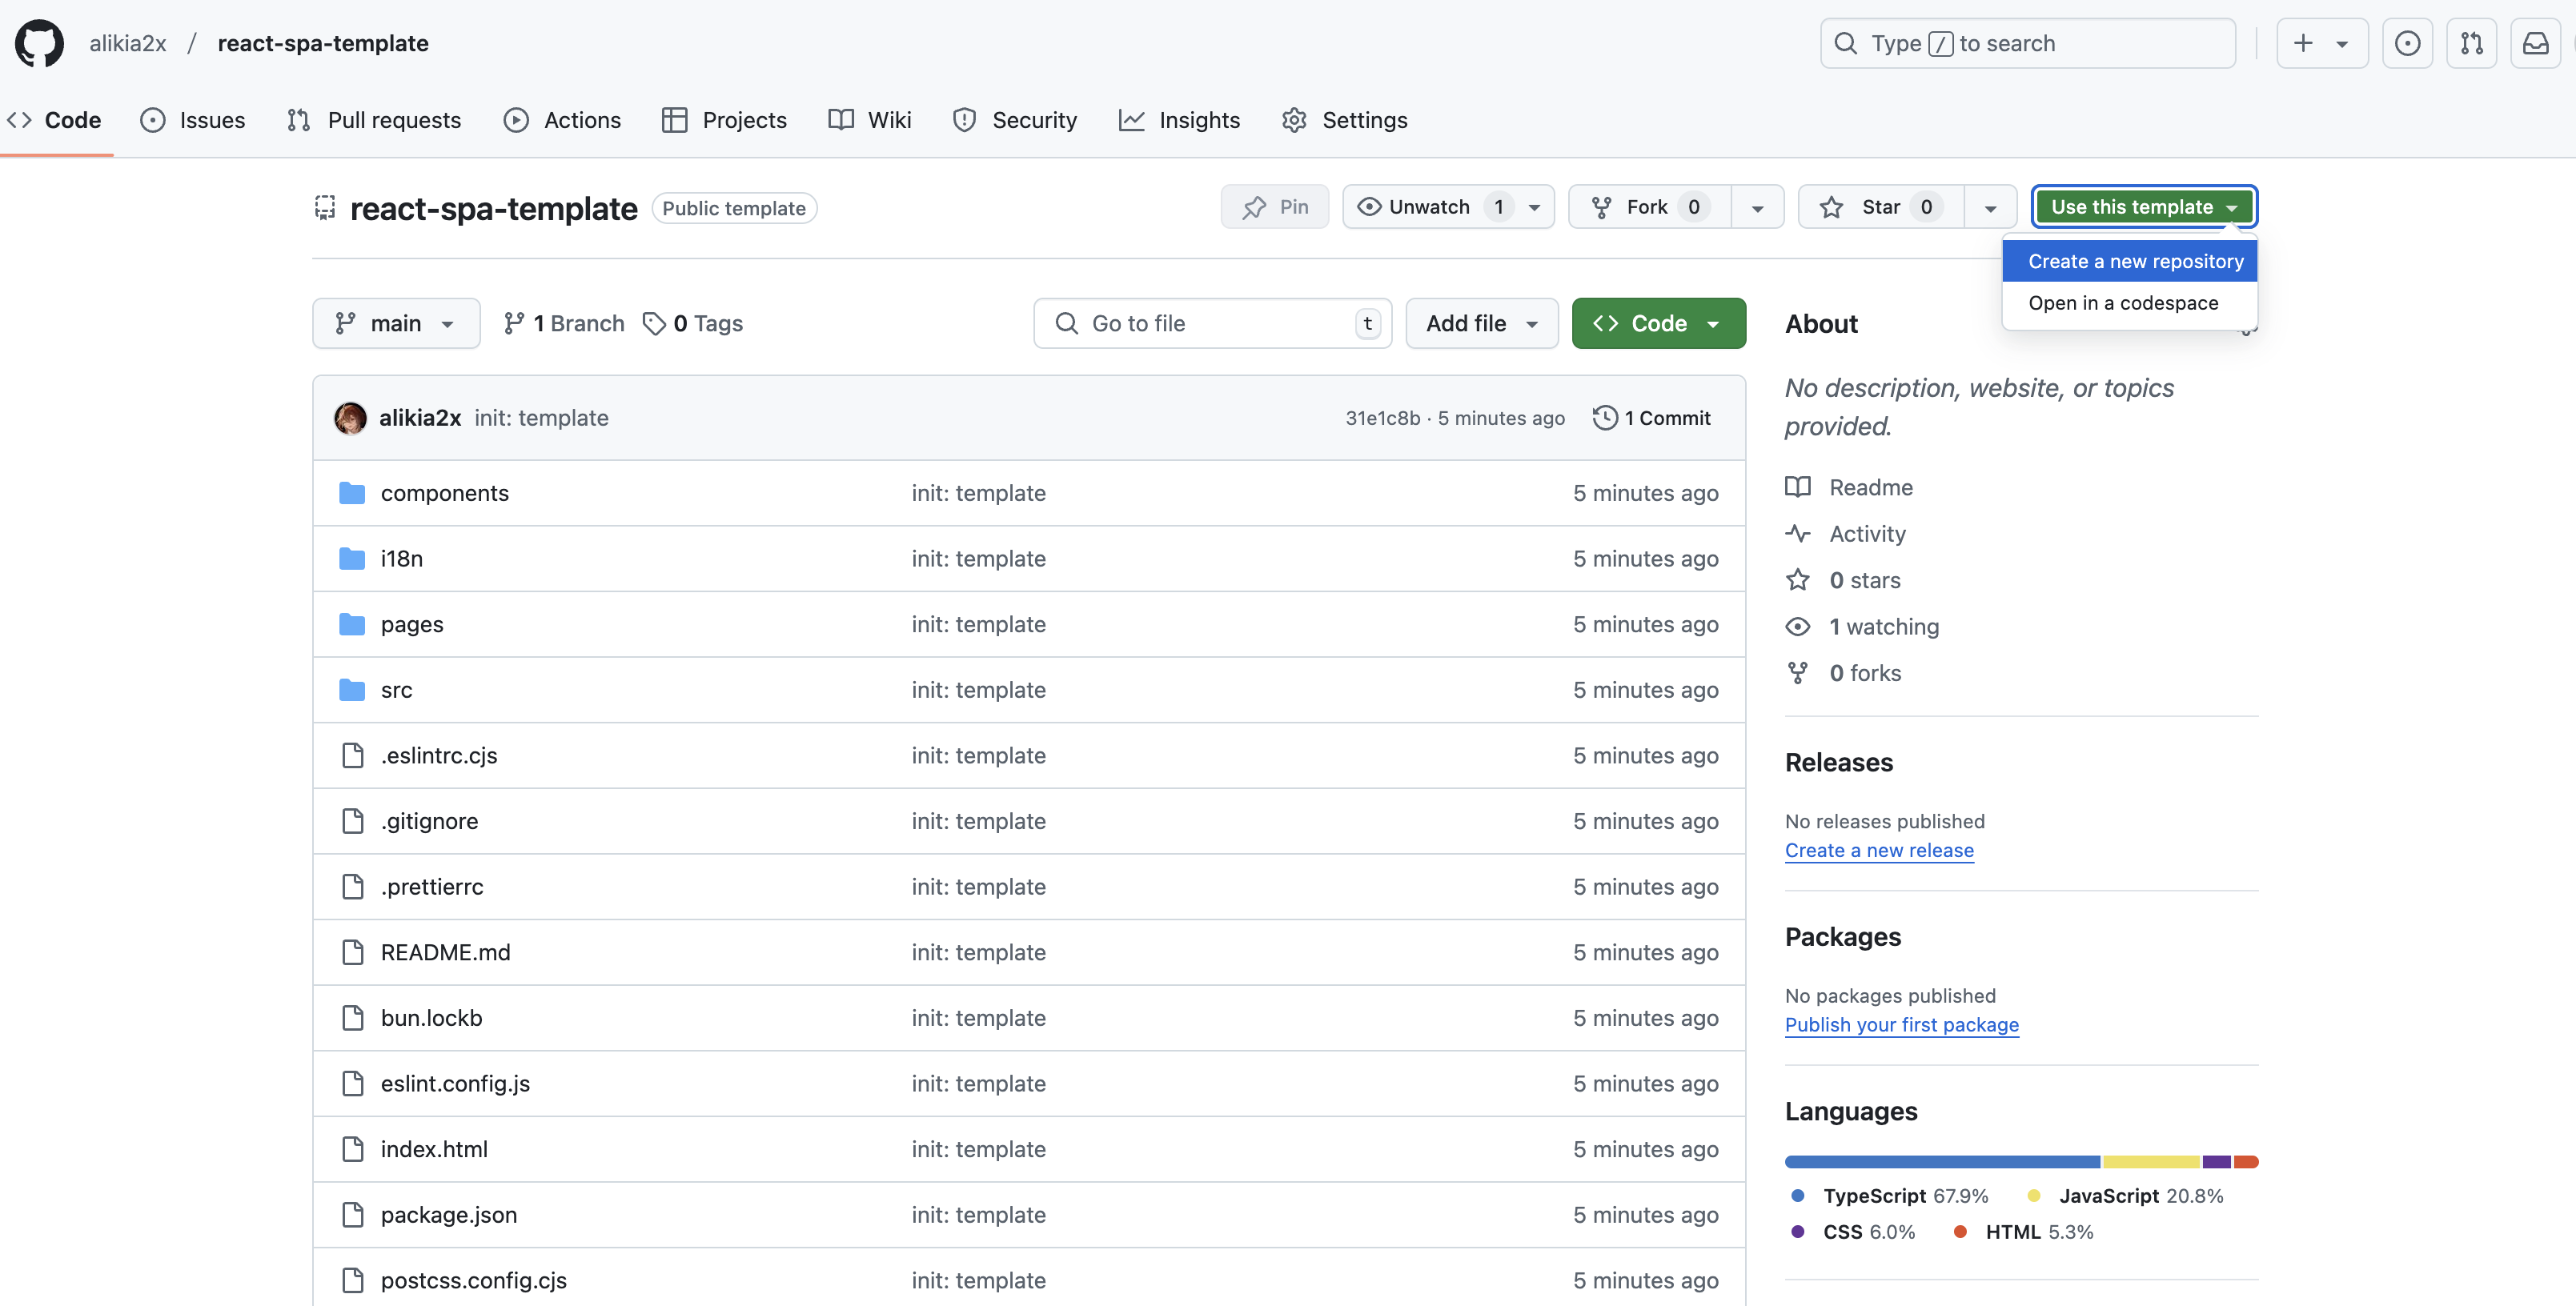 alikia2x / react-spa-template
Type / to search
Code Issues Pull requests Actions Projects Wiki Security Insights Settings
react-spa-template Public template
Pin Unwatch 1 Fork 0 Star 0 Use this template
Create a new repository
Open in a codespace
main 1 Branch 0 Tags
Go to file t Add file Code
alikia2x init: template 31e1c8b · 5 minutes ago 1 Commit
components init: template 5 minutes ago
i18n init: template 5 minutes ago
pages init: template 5 minutes ago
src init: template 5 minutes ago
.eslintrc.cjs init: template 5 minutes ago
.gitignore init: template 5 minutes ago
.prettierrc init: template 5 minutes ago
README.md init: template 5 minutes ago
bun.lockb init: template 5 minutes ago
eslint.config.js init: template 5 minutes ago
index.html init: template 5 minutes ago
package.json init: template 5 minutes ago
postcss.config.cjs init: template 5 minutes ago
About
No description, website, or topics
provided.
Readme
Activity
0 stars
1 watching
0 forks
Releases
No releases published
Create a new release
Packages
No packages published
Publish your first package
Languages
TypeScript 67.9% JavaScript 20.8%
CSS 6.0% HTML 5.3%